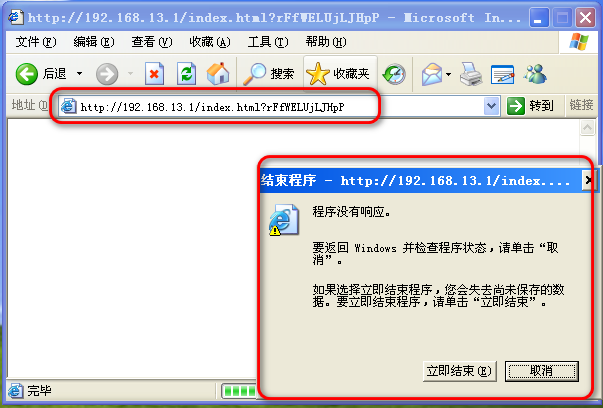 http://192.168.13.1/index.html?rFfWELUjLJHpP - Microsoft In...
文件(F) 编辑(E) 查看(V) 收藏(A) 工具(T) 帮助(H)
后退 搜索 收藏夹
地址(D) http://192.168.13.1/index.html?rFfWELUjLJHpP 转到 链接
结束程序 - http://192.168.13.1/index....
程序没有响应。
要返回 Windows 并检查程序状态，请单击“取
消”。
如果选择立即结束程序，您会失去尚未保存的数
据。要立即结束程序，请单击“立即结束”。
立即结束(E) 取消
完毕